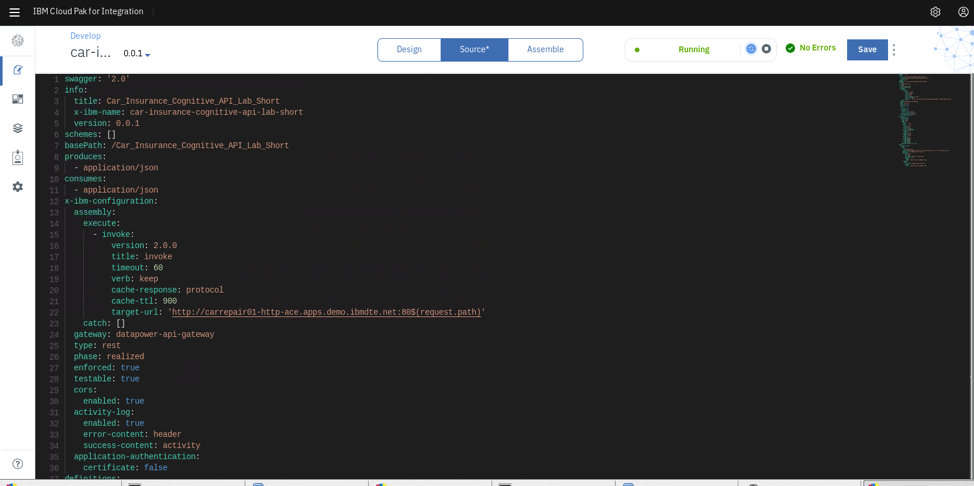 IBM Cloud Pak for Integration
Develop
car-i... 0.0.1
Design Source* Assemble
Running
No Errors
Save
1 swagger: '2.0'
2 info:
3 title: Car_Insurance_Cognitive_API_Lab_Short
4 x-ibm-name: car-insurance-cognitive-api-lab-short
5 version: 0.0.1
6 schemes: []
7 basePath: /Car_Insurance_Cognitive_API_Lab_Short
8 produces:
9 - application/json
10 consumes:
11 - application/json
12 x-ibm-configuration:
13 assembly:
14 execute:
15 - invoke:
16 version: 2.0.0
17 title: invoke
18 timeout: 60
19 verb: keep
20 cache-response: protocol
21 cache-ttl: 900
22 target-url: 'http://carrepair01-http-ace.apps.demo.ibmdte.net:80$(request.path)'
23 catch: []
24 gateway: datapower-api-gateway
25 type: rest
26 phase: realized
27 enforced: true
28 testable: true
29 cors:
30 enabled: true
31 activity-log:
32 enabled: true
33 error-content: header
34 success-content: activity
35 application-authentication:
36 certificate: false
37 definitions: